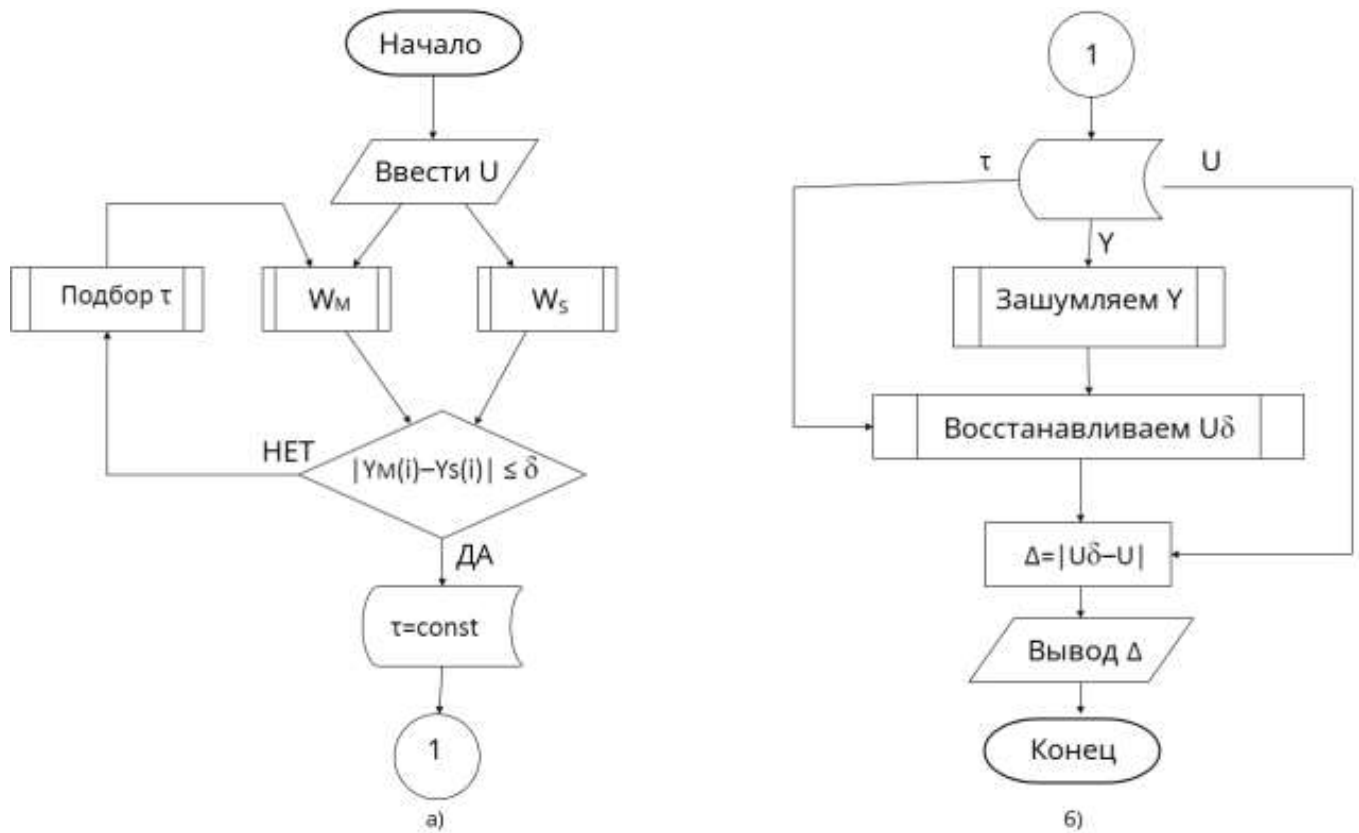 Начало
Ввести U
Подбор τ
Wм
Ws
НЕТ
|Yм(i)–Ys(i)| ≤ δ
ДА
τ=const
1
а)
1
τ
U
Y
Зашумляем Y
Восстанавливаем Uδ
Δ=|Uδ–U|
Вывод Δ
Конец
б)